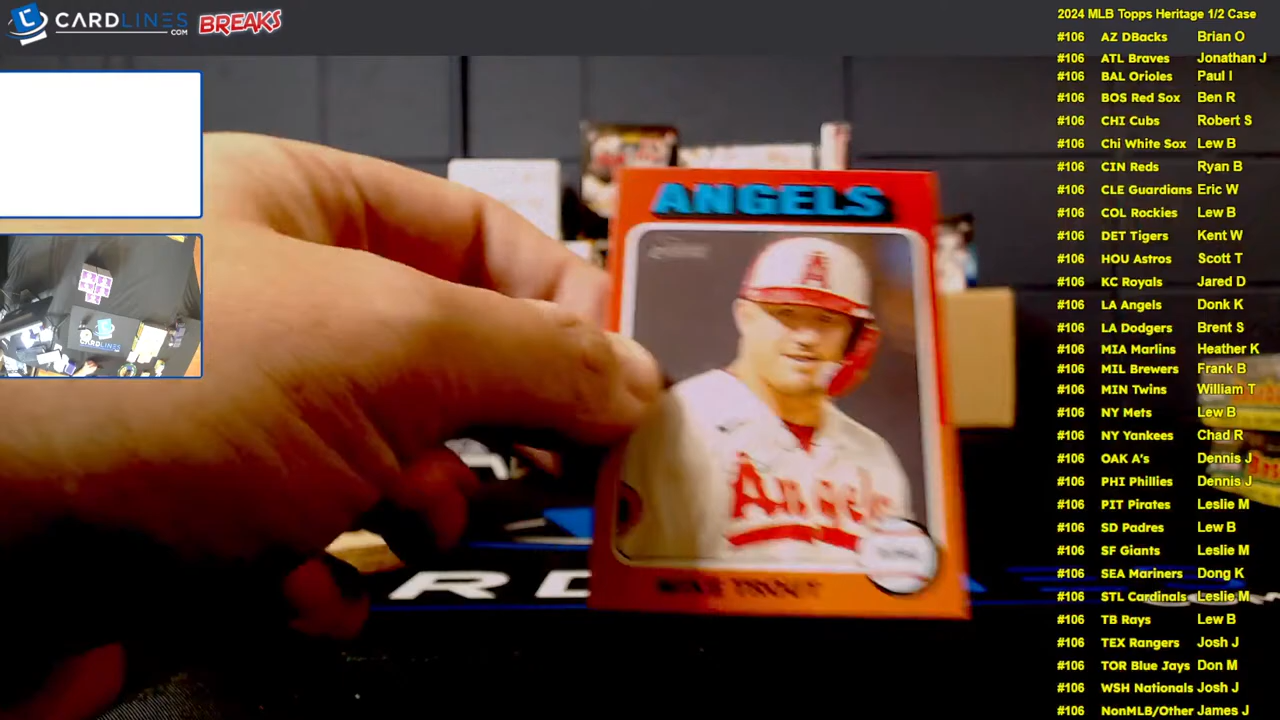 CARDLINES
.COM
BREAKS
2024 MLB Topps Heritage 1/2 Case
#106 AZ DBacks Brian O
#106 ATL Braves Jonathan J
#106 BAL Orioles Paul I
#106 BOS Red Sox Ben R
#106 CHI Cubs Robert S
#106 Chi White Sox Lew B
#106 CIN Reds Ryan B
#106 CLE Guardians Eric W
#106 COL Rockies Lew B
#106 DET Tigers Kent W
#106 HOU Astros Scott T
#106 KC Royals Jared D
#106 LA Angels Donk K
#106 LA Dodgers Brent S
#106 MIA Marlins Heather K
#106 MIL Brewers Frank B
#106 MIN Twins William T
#106 NY Mets Lew B
#106 NY Yankees Chad R
#106 OAK A's Dennis J
#106 PHI Phillies Dennis J
#106 PIT Pirates Leslie M
#106 SD Padres Lew B
#106 SF Giants Leslie M
#106 SEA Mariners Dong K
#106 STL Cardinals Leslie M
#106 TB Rays Lew B
#106 TEX Rangers Josh J
#106 TOR Blue Jays Don M
#106 WSH Nationals Josh J
#106 NonMLB/Other James J
ANGELS
A
Angels
MIKE TROUT
CARDLINES